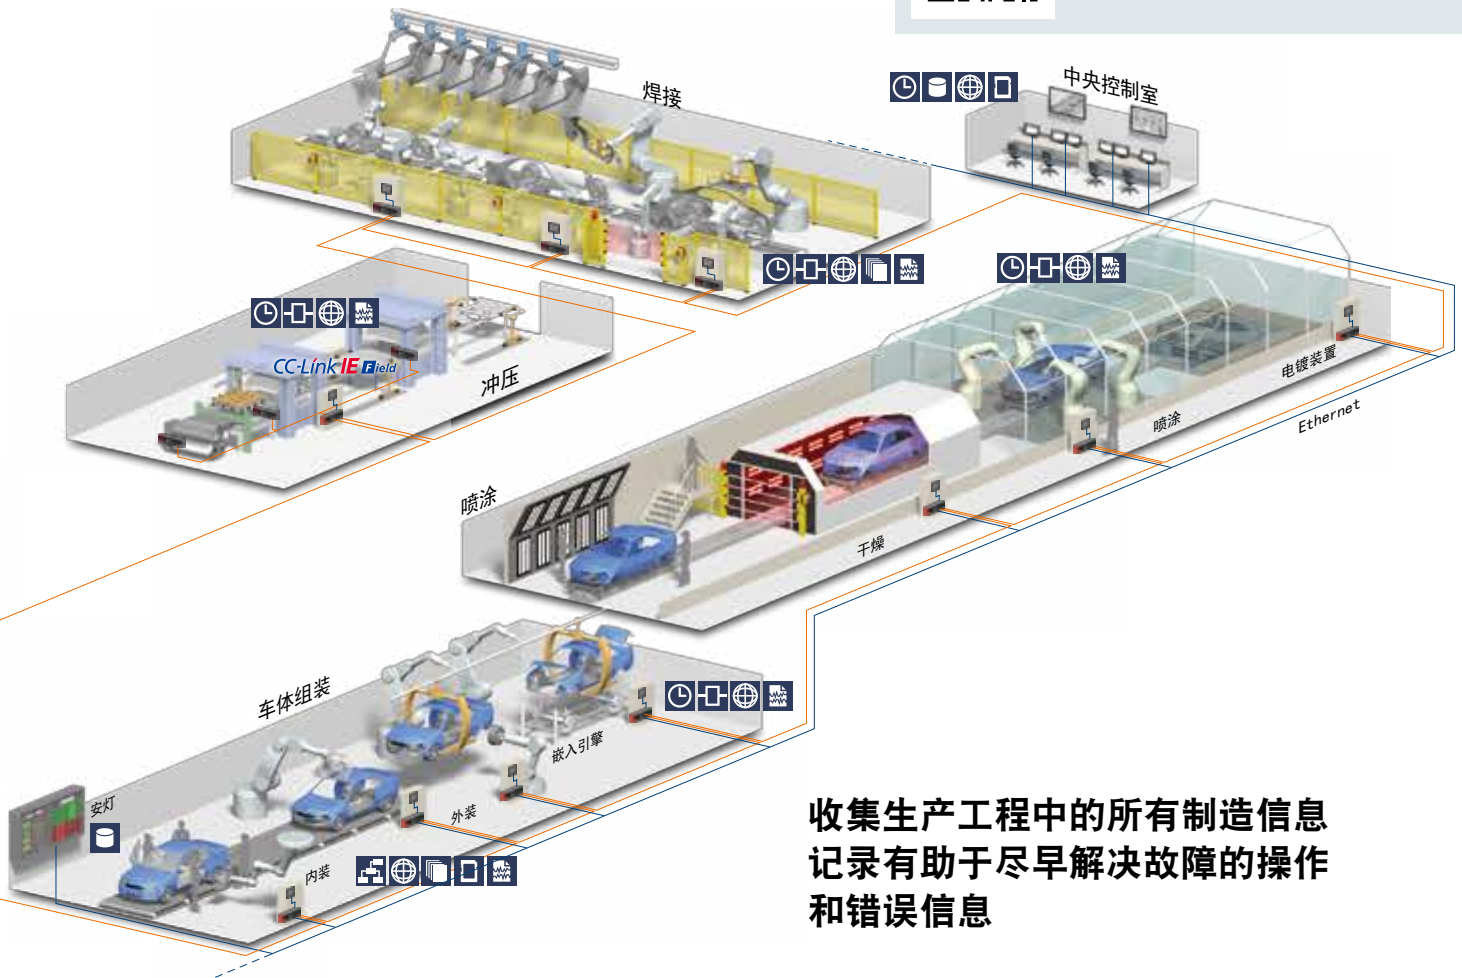 焊接
中央控制室
CC-Link IE Field
冲压
电镀装置
喷涂
Ethernet
喷涂
干燥
车体组装
嵌入引擎
安灯
外装
内装
收集生产工程中的所有制造信息
记录有助于尽早解决故障的操作
和错误信息